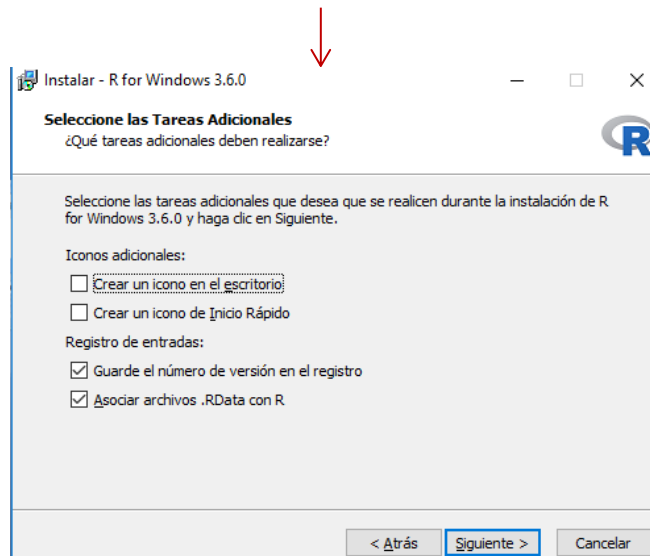 Instalar - R for Windows 3.6.0
Seleccione las Tareas Adicionales
¿Qué tareas adicionales deben realizarse?
R
Seleccione las tareas adicionales que desea que se realicen durante la instalación de R
for Windows 3.6.0 y haga clic en Siguiente.
Iconos adicionales:
Crear un icono en el escritorio
Crear un icono de Inicio Rápido
Registro de entradas:
Guarde el número de versión en el registro
Asociar archivos .RData con R
< Atrás Siguiente > Cancelar